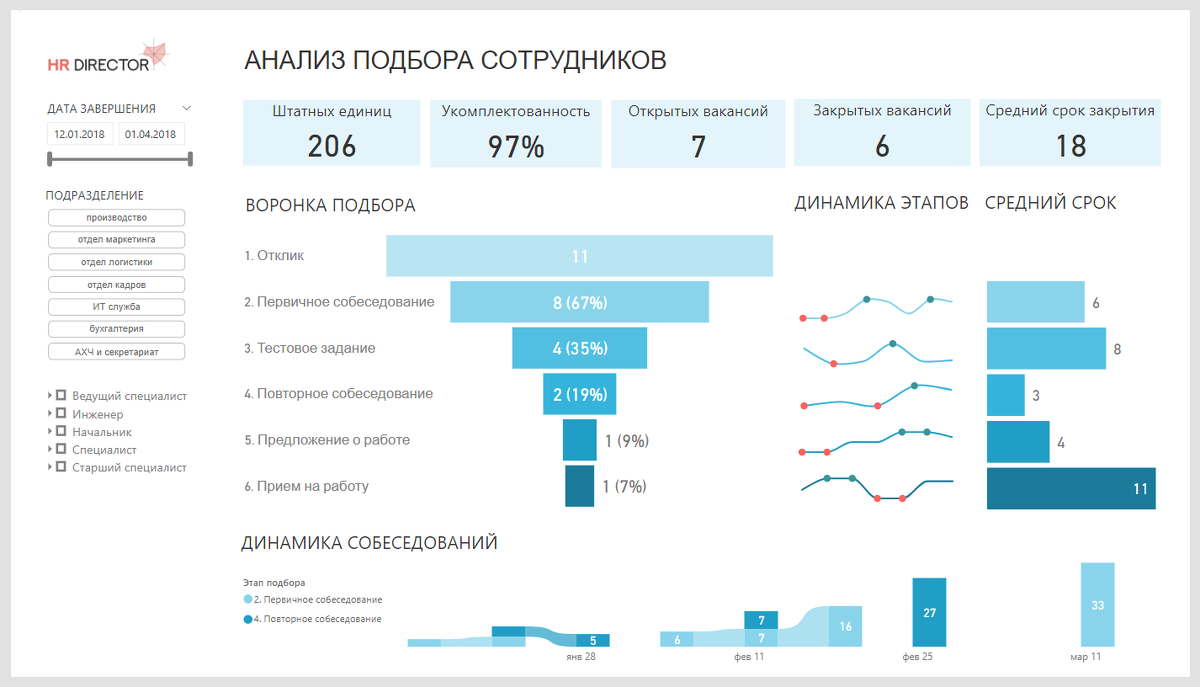 HR DIRECTOR
АНАЛИЗ ПОДБОРА СОТРУДНИКОВ
ДАТА ЗАВЕРШЕНИЯ
12.01.2018 01.04.2018
ПОДРАЗДЕЛЕНИЕ
производство
отдел маркетинга
отдел логистики
отдел кадров
ИТ служба
бухгалтерия
АХЧ и секретариат
Ведущий специалист
Инженер
Начальник
Специалист
Старший специалист
Штатных единиц
206
Укомплектованность
97%
Открытых вакансий
7
Закрытых вакансий
6
Средний срок закрытия
18
ВОРОНКА ПОДБОРА
1. Отклик 11
2. Первичное собеседование 8 (67%)
3. Тестовое задание 4 (35%)
4. Повторное собеседование 2 (19%)
5. Предложение о работе 1 (9%)
6. Прием на работу 1 (7%)
ДИНАМИКА ЭТАПОВ
СРЕДНИЙ СРОК
6
8
3
4
11
ДИНАМИКА СОБЕСЕДОВАНИЙ
Этап подбора
2. Первичное собеседование
4. Повторное собеседование
5
6
7
7
16
27
33
янв 28 фев 11 фев 25 мар 11